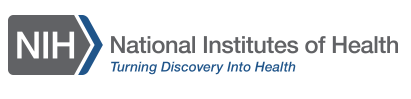 NIH National Institutes of Health
Turning Discovery Into Health